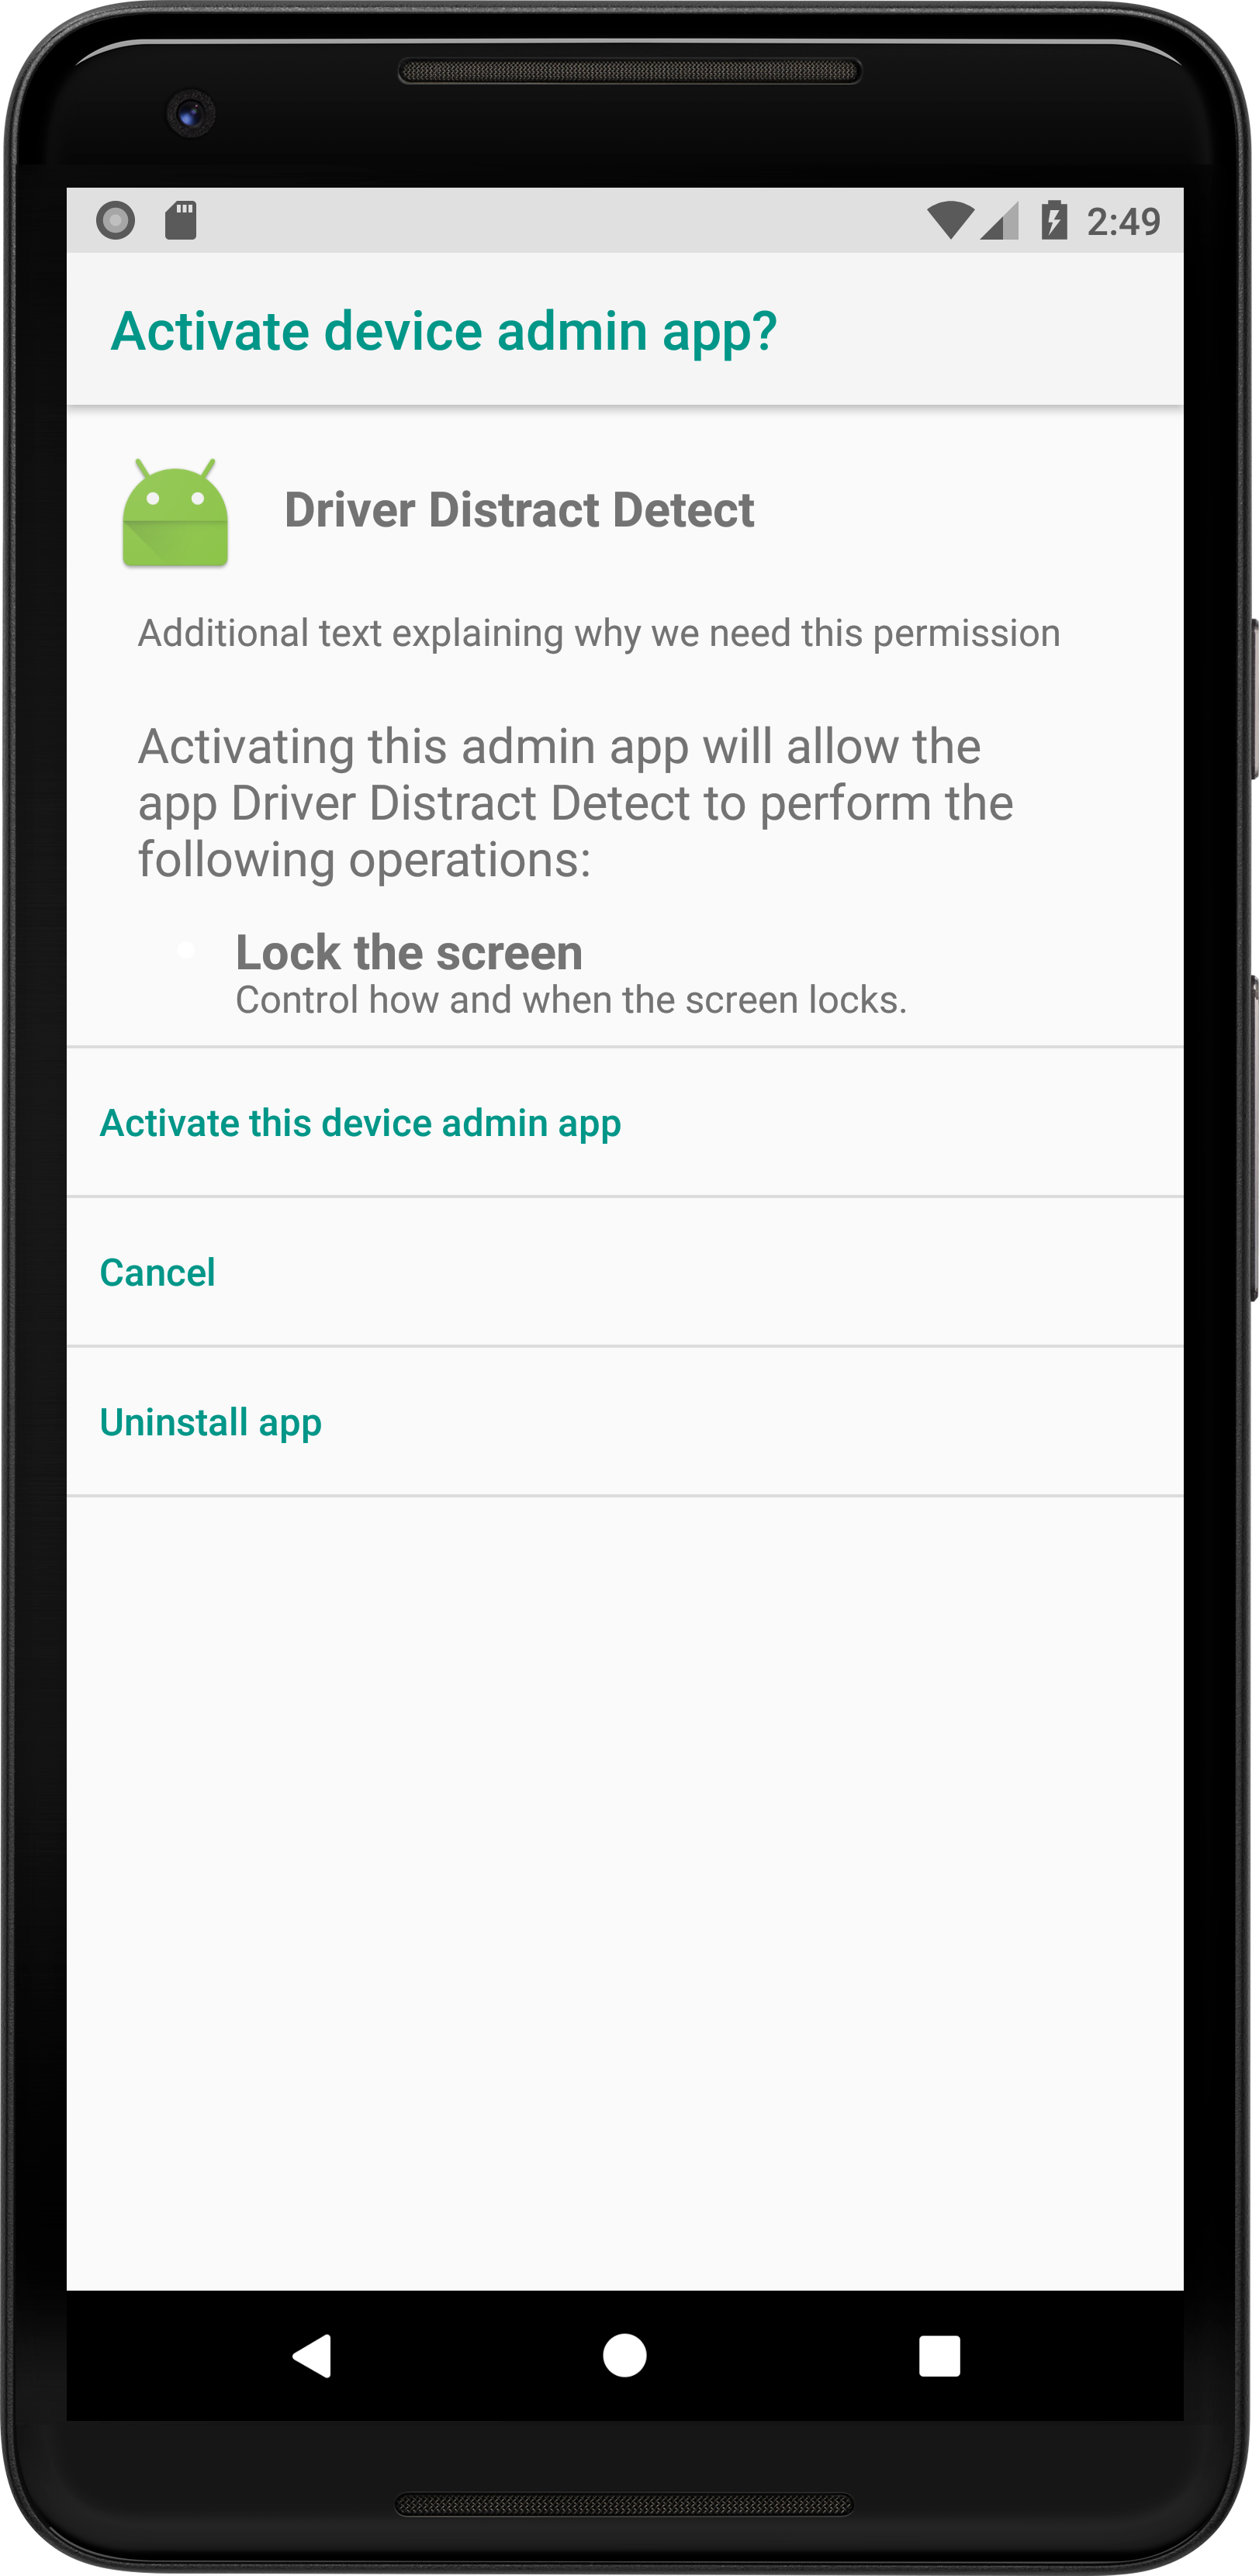 2:49
Activate device admin app?
Driver Distract Detect
Additional text explaining why we need this permission
Activating this admin app will allow the
app Driver Distract Detect to perform the
following operations:
Lock the screen
Control how and when the screen locks.
Activate this device admin app
Cancel
Uninstall app